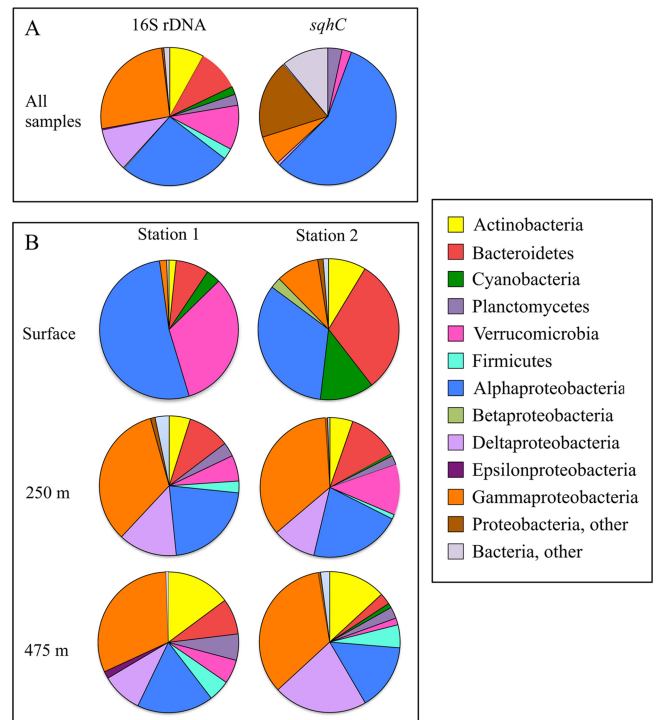 A
16S rDNA
sqhC
All
samples
B
Station 1
Station 2
Surface
250 m
475 m
Actinobacteria
Bacteroidetes
Cyanobacteria
Planctomycetes
Verrucomicrobia
Firmicutes
Alphaproteobacteria
Betaproteobacteria
Deltaproteobacteria
Epsilonproteobacteria
Gammaproteobacteria
Proteobacteria, other
Bacteria, other